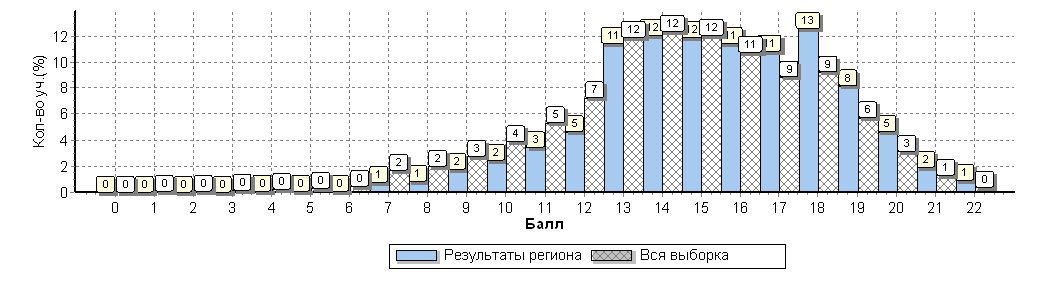 Кол-во уч.(%)
12
10
8
6
4
2
0
0 0 0 0 0 0 0 0 0 0 0 0 0 0 1 2 1 2 2 3 2 4 3 5 5 7 11 12 12 12 12 12 11 11 11 9 13 9 8 6 5 3 2 1 1 0
0 1 2 3 4 5 6 7 8 9 10 11 12 13 14 15 16 17 18 19 20 21 22
Балл
Результаты региона Вся выборка